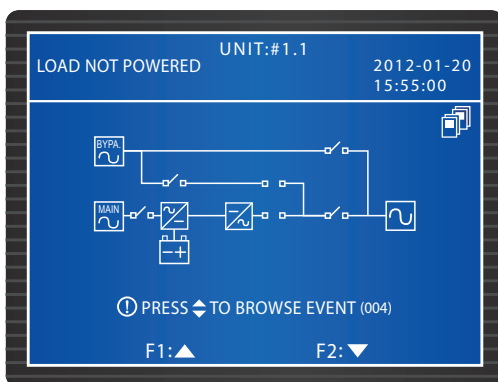 UNIT:#1.1
LOAD NOT POWERED
2012-01-20
15:55:00
BYPA.
MAIN
PRESS TO BROWSE EVENT (004)
F1:
F2: